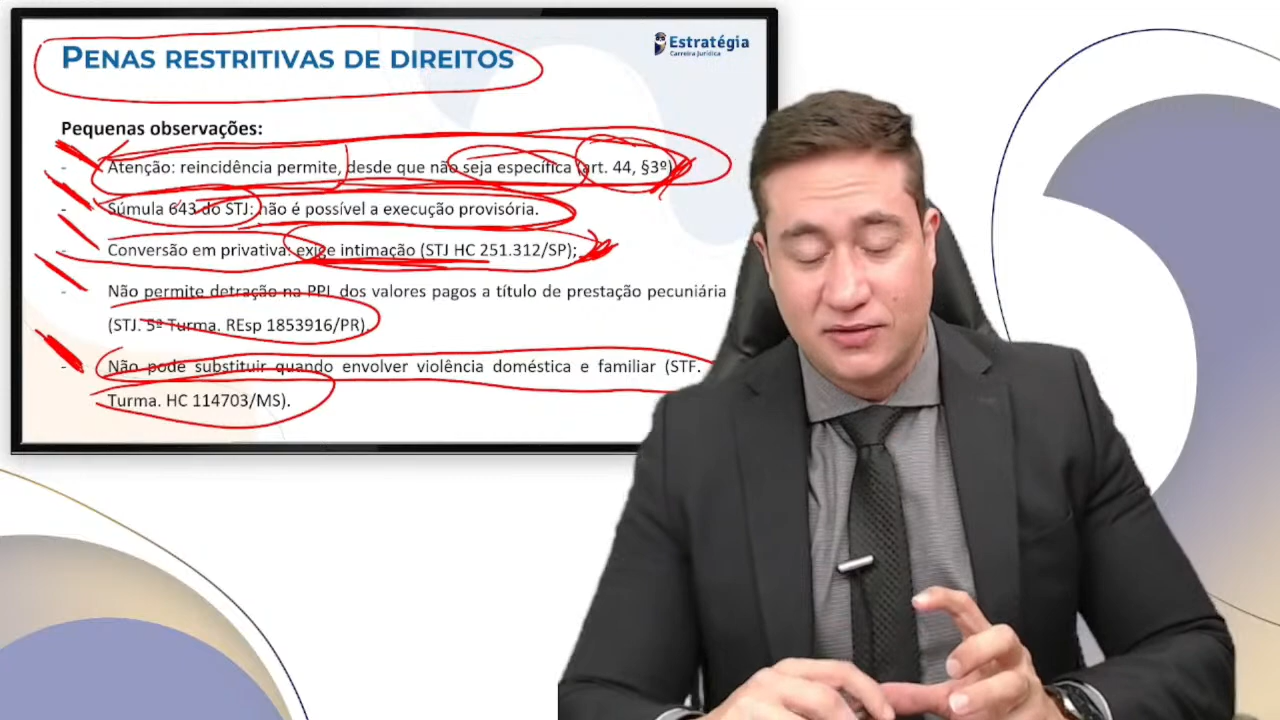 PENAS RESTRITIVAS DE DIREITOS
Estratégia
Carreira Jurídica
Pequenas observações:
- Atenção: reincidência permite, desde que não seja específica (art. 44, §3º)
- Súmula 643 do STJ: não é possível a execução provisória.
- Conversão em privativa: exige intimação (STJ HC 251.312/SP);
- Não permite detração na PPL dos valores pagos a título de prestação pecuniária
(STJ. 5ª Turma. REsp 1853916/PR).
- Não pode substituir quando envolver violência doméstica e familiar (STF.
Turma. HC 114703/MS).